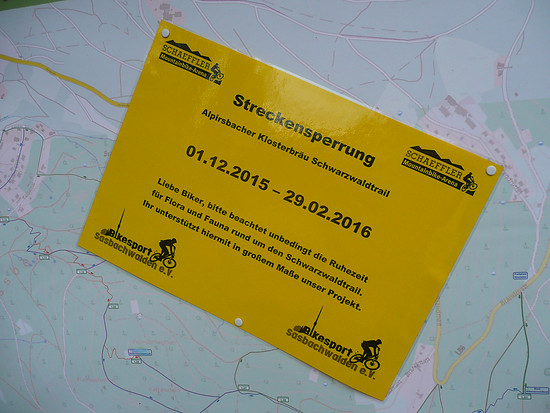 SCHAEFFLER
Mountainbike-Arena
Streckensperrung
Alpirsbacher Klosterbräu Schwarzwaldtrail
SCHAEFFLER
Mountainbike-Arena
01.12.2015 – 29.02.2016
Liebe Biker, bitte beachtet unbedingt die Ruhezeit
für Flora und Fauna rund um den Schwarzwaldtrail.
Ihr unterstützt hiermit in großem Maße unser Projekt.
Bikesport
Sasbachwalden e.V.
Bikesport
Sasbachwalden e.V.